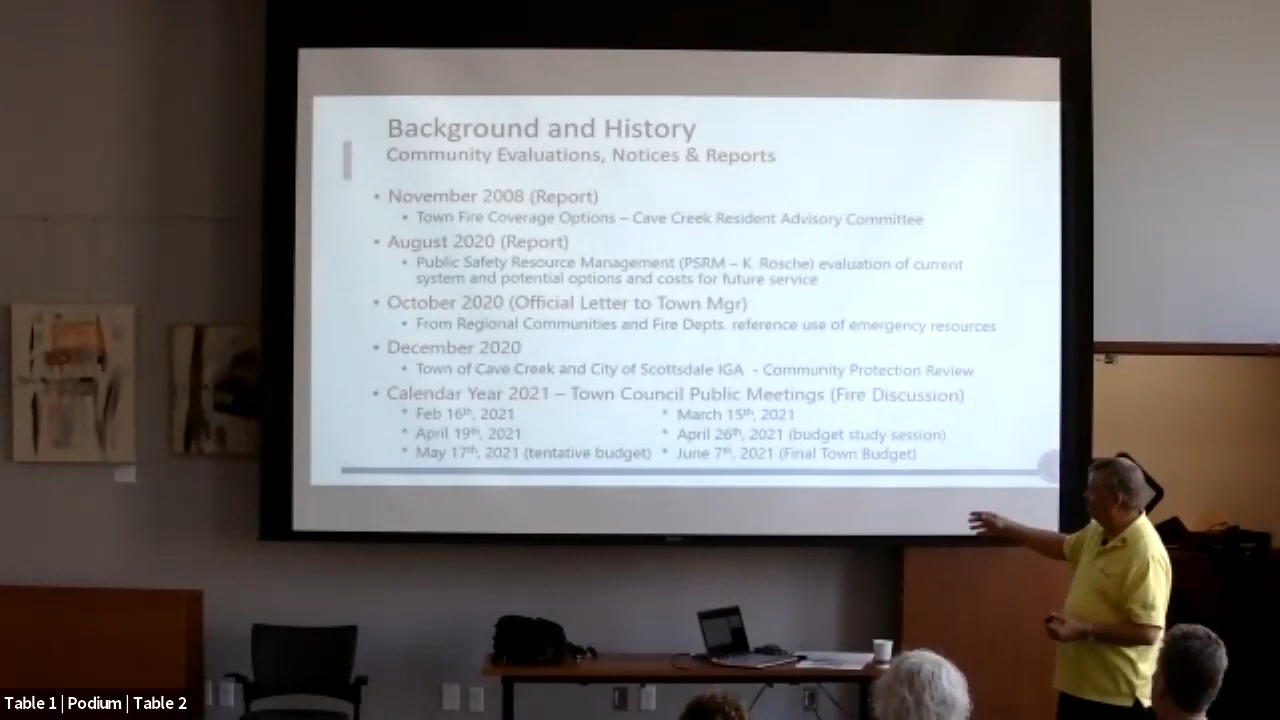 Background and History
Community Evaluations, Notices & Reports
• November 2008 (Report)
• Town Fire Coverage Options – Cave Creek Resident Advisory Committee
• August 2020 (Report)
• Public Safety Resource Management (PSRM – K. Rosche) evaluation of current
system and potential options and costs for future service
• October 2020 (Official Letter to Town Mgr)
• From Regional Communities and Fire Depts. reference use of emergency resources
• December 2020
• Town of Cave Creek and City of Scottsdale IGA - Community Protection Review
• Calendar Year 2021 – Town Council Public Meetings (Fire Discussion)
* Feb 16th, 2021 * March 15th, 2021
* April 19th, 2021 * April 26th, 2021 (budget study session)
* May 17th, 2021 (tentative budget) * June 7th, 2021 (Final Town Budget)
Table 1 | Podium | Table 2